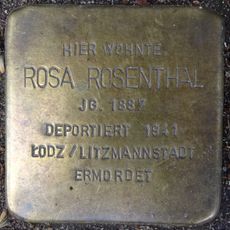 HIER WOHNTE
ROSA ROSENTHAL
JG. 1887
DEPORTIERT 1941
ŁODZ/LITZMANNSTADT
ERMORDET